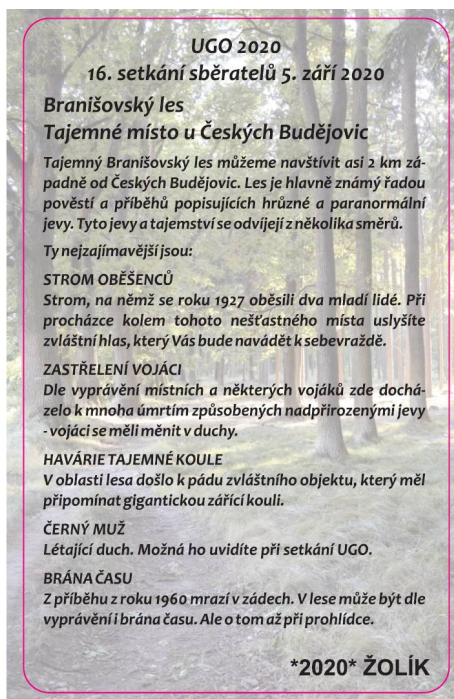 UGO 2020
16. setkání sběratelů 5. září 2020
Branišovský les
Tajemné místo u Českých Budějovic
Tajemný Branišovský les můžeme navštívit asi 2 km zá-
padně od Českých Budějovic. Les je hlavně známý řadou
pověstí a příběhů popisujících hrůzné a paranormální
jevy. Tyto jevy a tajemství se odvíjejí z několika směrů.
Ty nejzajímavější jsou:
STROM OBĚŠENCŮ
Strom, na němž se roku 1927 oběsili dva mladí lidé. Při
procházce kolem tohoto nešťastného místa uslyšíte
zvláštní hlas, který Vás bude navádět k sebevraždě.
ZASTŘELENÍ VOJÁCI
Dle vyprávění místních a některých vojáků zde dochá-
zelo k mnoha úmrtím způsobených nadpřirozenými jevy
- vojáci se měli měnit v duchy.
HAVÁRIE TAJEMNÉ KOULE
V oblasti lesa došlo k pádu zvláštního objektu, který měl
připomínat gigantickou zářící kouli.
ČERNÝ MUŽ
Létající duch. Možná ho uvidíte při setkání UGO.
BRÁNA ČASU
Z příběhu z roku 1960 mrazí v zádech. V lese může být dle
vyprávění i brána času. Ale o tom až při prohlídce.
*2020* ŽOLÍK